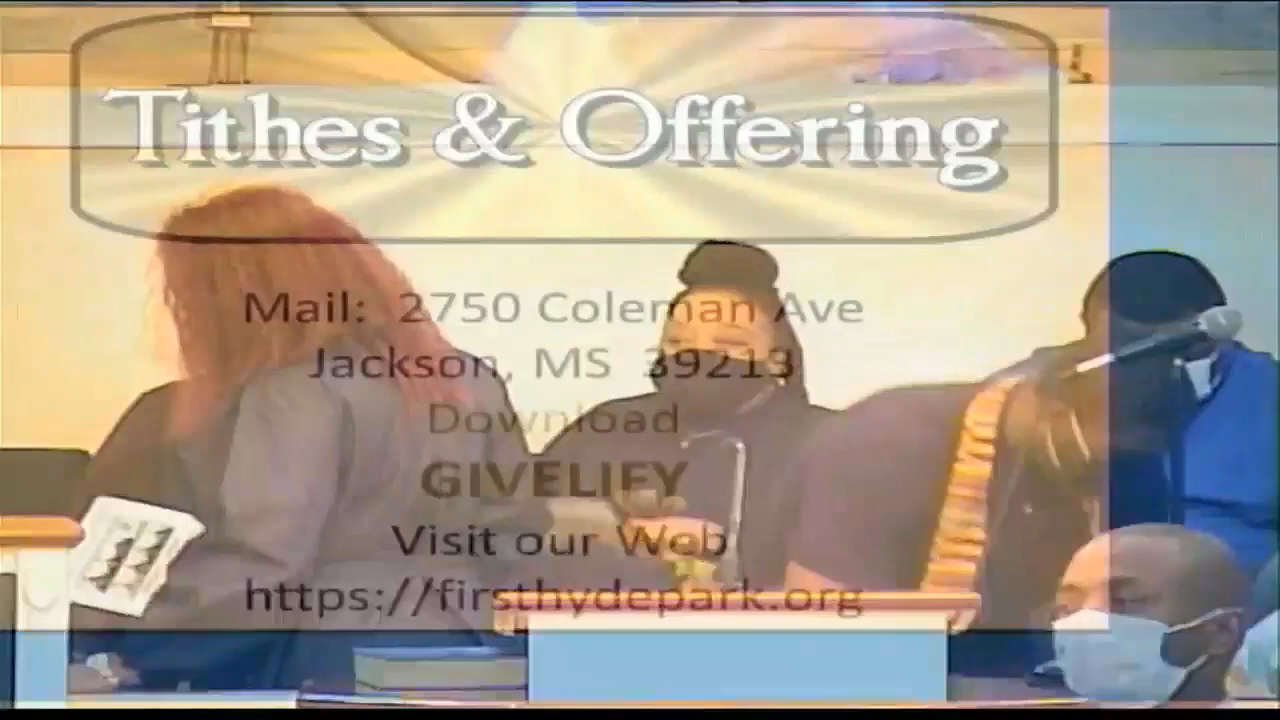 Tithes & Offering
Mail: 2750 Coleman Ave
Jackson, MS 39213
Download
GIVELIFY
Visit our Web
https://firsthydepark.org